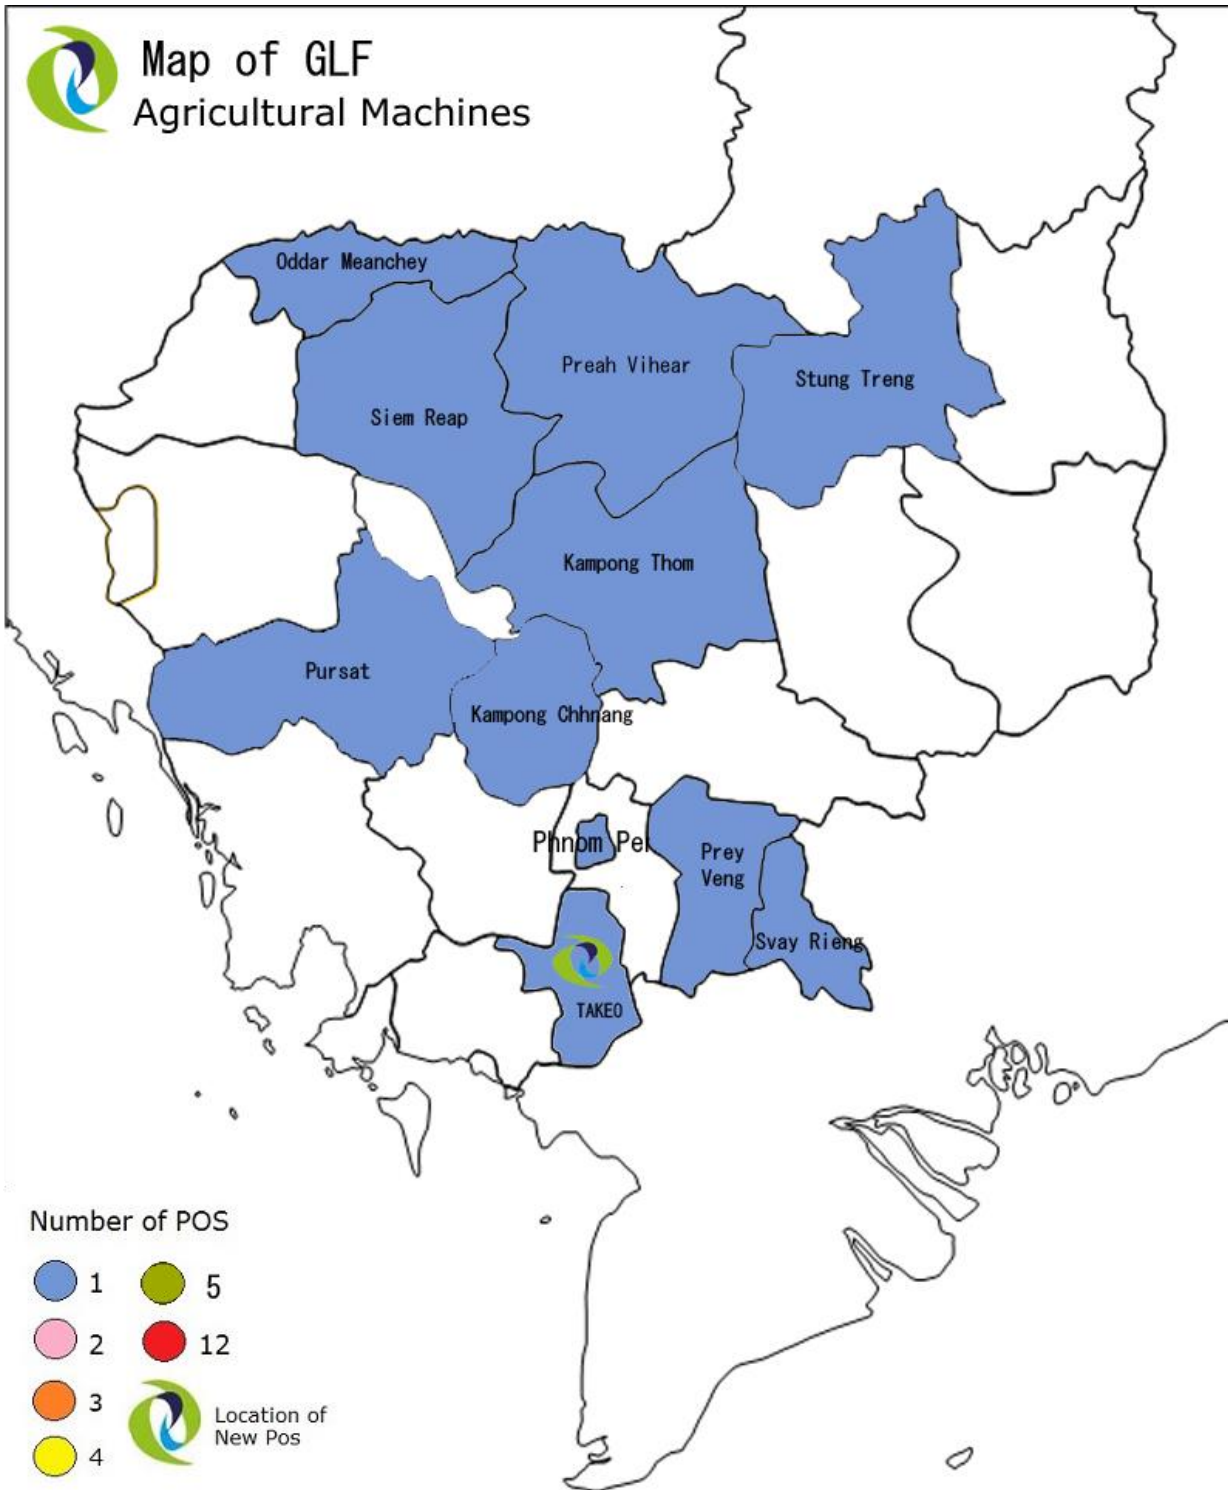 Map of GLF
Agricultural Machines
Oddar Meanchey
Preah Vihear
Stung Treng
Siem Reap
Kampong Thom
Pursat
Kampong Chhnang
Phnom Pe
Prey
Veng
Svay Rieng
TAKEO
Number of POS
1 5
2 12
3
4
Location of
New Pos